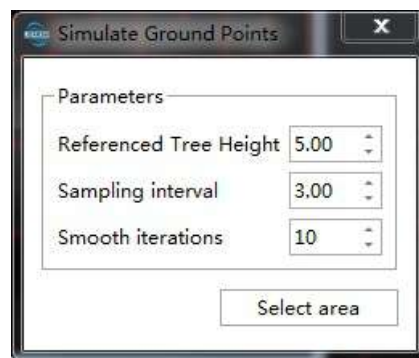 Simulate Ground Points
x
Parameters
Referenced Tree Height 5.00
Sampling interval 3.00
Smooth iterations 10
Select area